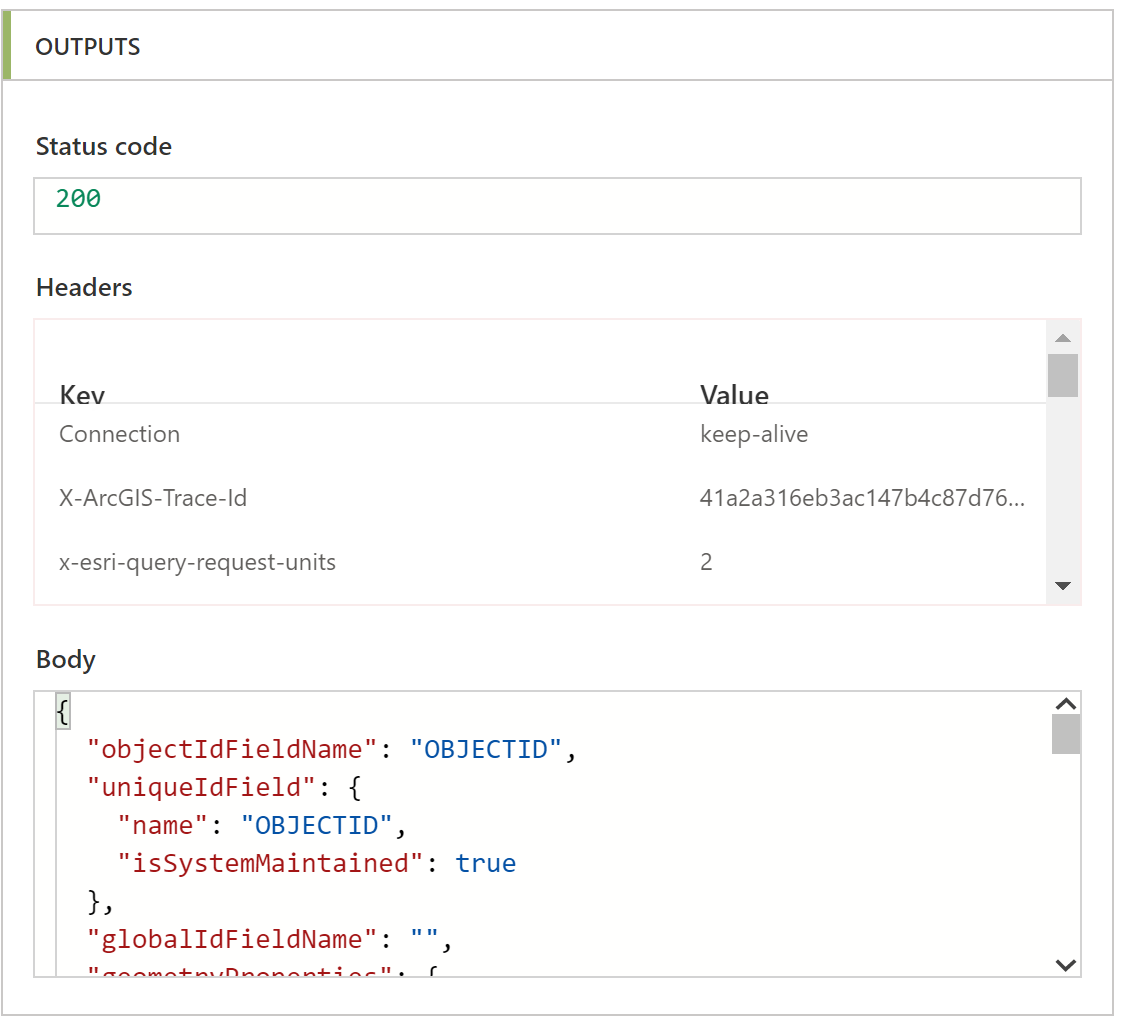 OUTPUTS
Status code
200
Headers
Key Value
Connection keep-alive
X-ArcGIS-Trace-Id 41a2a316eb3ac147b4c87d76...
x-esri-query-request-units 2
Body
{
"objectIdFieldName": "OBJECTID",
"uniqueIdField": {
"name": "OBJECTID",
"isSystemMaintained": true
},
"globalIdFieldName": "",
"geometryProperties": {